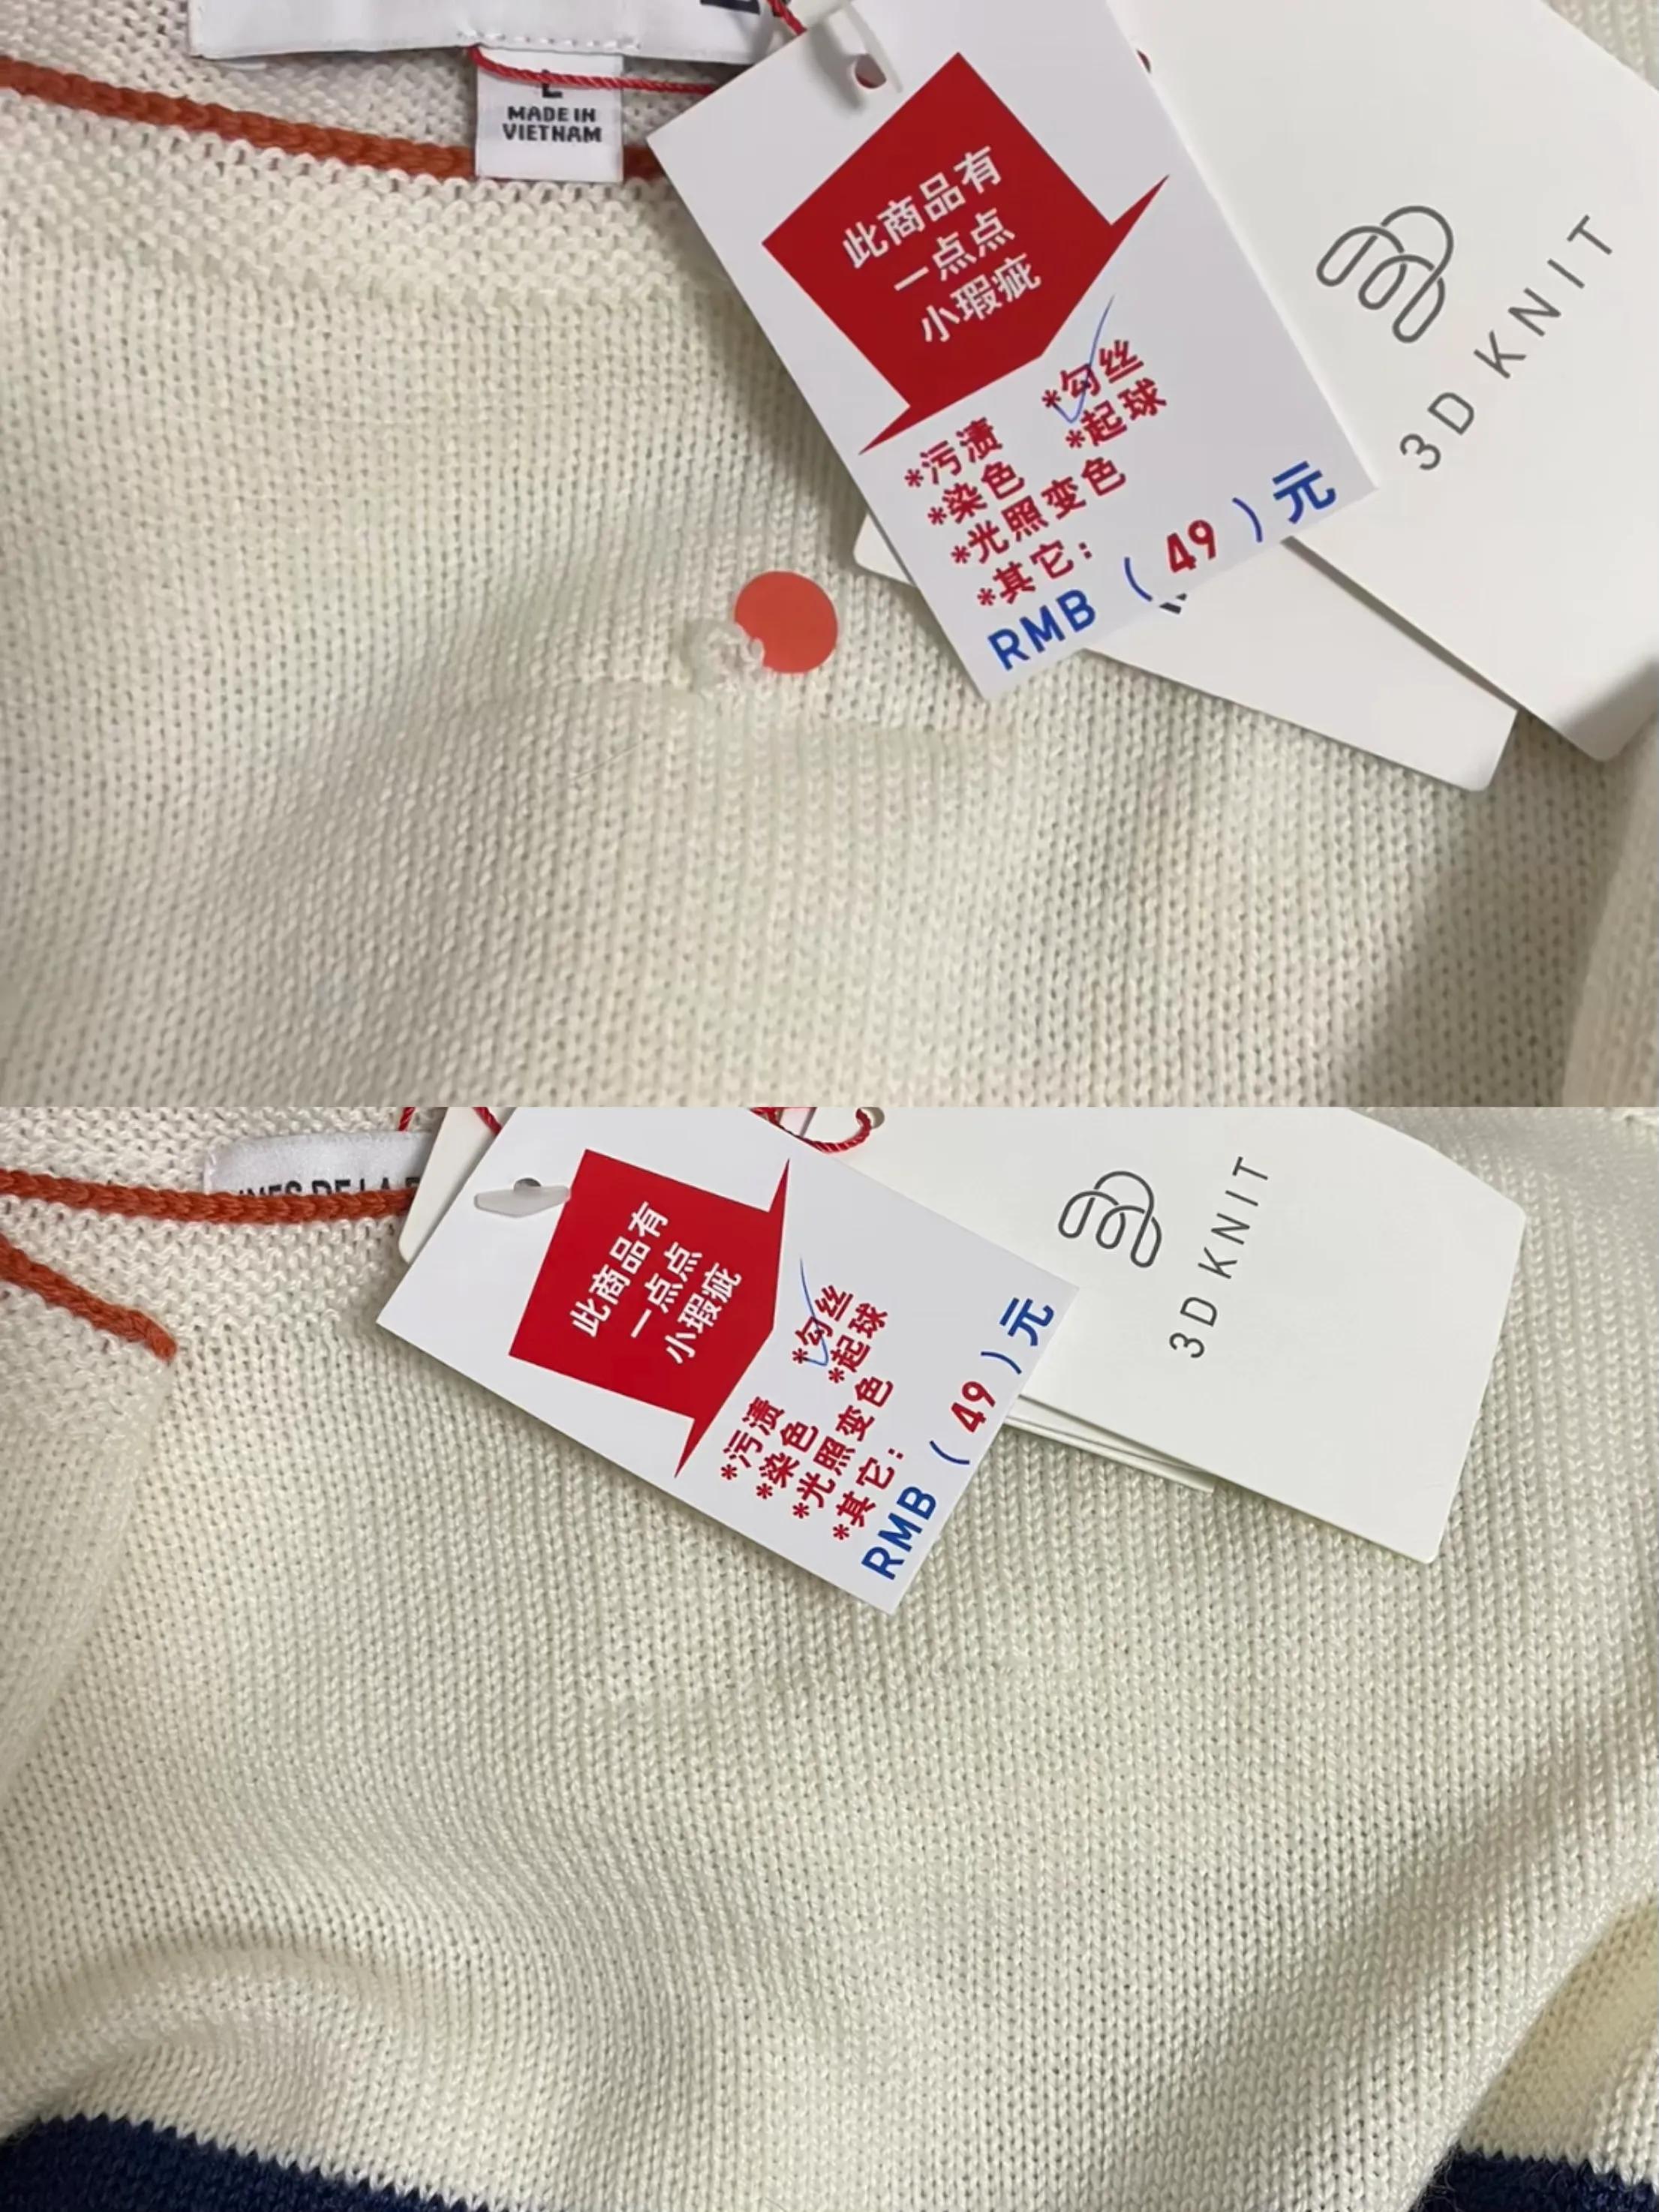 L
MADE IN
VIETNAM
此商品有
一点点
小瑕疵
*污渍 *勾丝
*染色 *起球
*光照变色
*其它:
RMB ( 49 ) 元
3D KNIT
INES DE LA
此商品有
一点点
小瑕疵
*污渍 *勾丝
*染色 *起球
*光照变色
*其它:
RMB ( 49 ) 元
3D KNIT